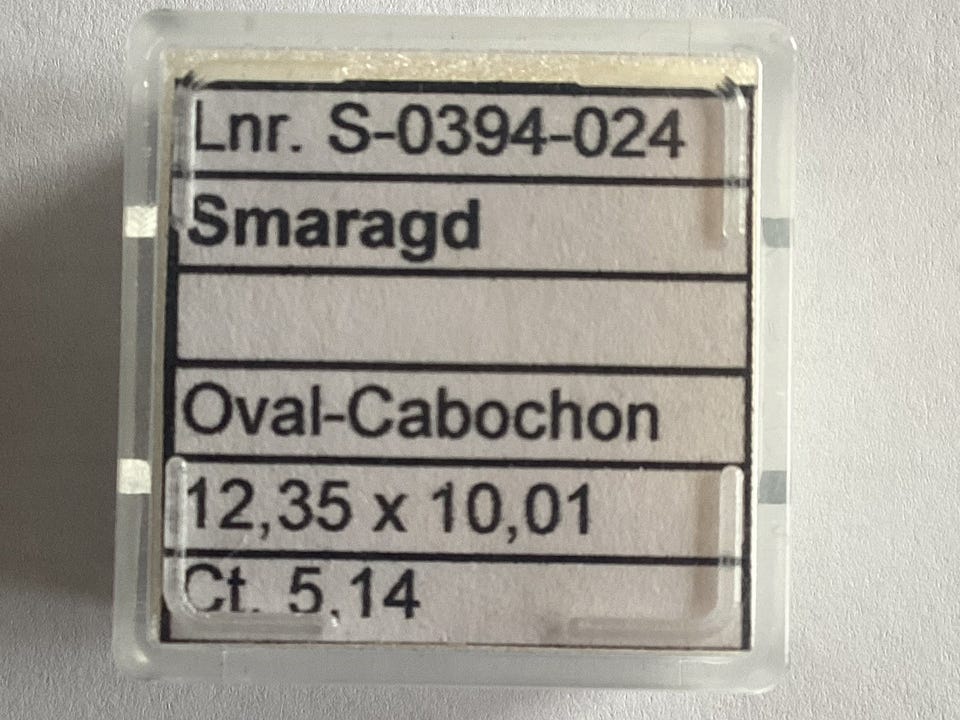 Lnr. S-0394-024
Smaragd
Oval-Cabochon
12,35 x 10,01
Ct. 5,14